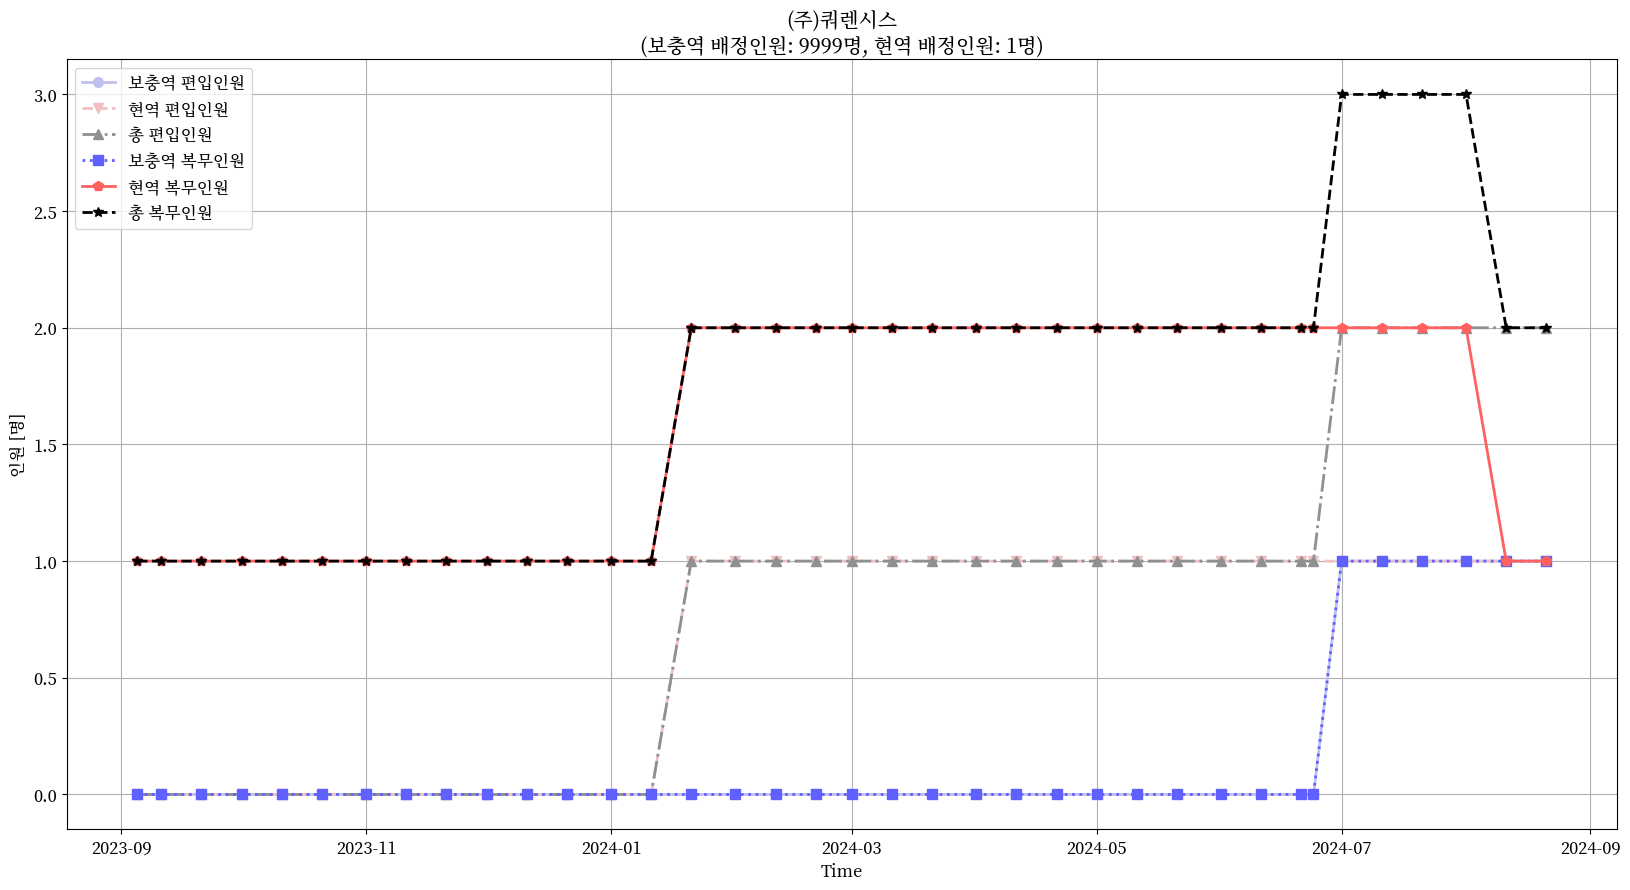 (주)쿼렌시스
(보충역 배정인원: 9999명, 현역 배정인원: 1명)
보충역 편입인원
현역 편입인원
총 편입인원
보충역 복무인원
현역 복무인원
총 복무인원
3.0
2.5
2.0
1.5
1.0
0.5
0.0
인원 [명]
2023-09
2023-11
2024-01
2024-03
2024-05
2024-07
2024-09
Time